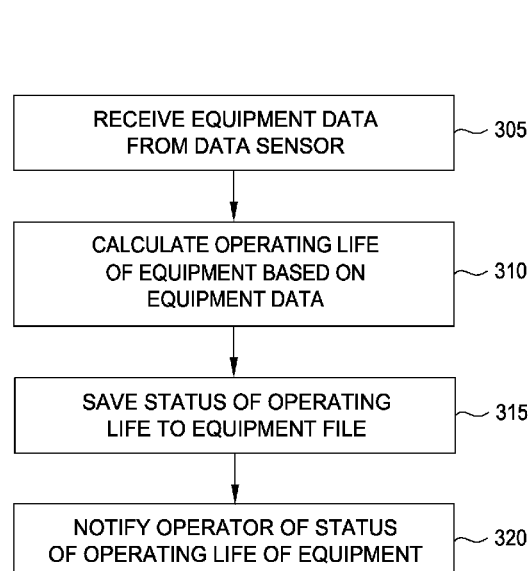 RECEIVE EQUIPMENT DATA
FROM DATA SENSOR
305
CALCULATE OPERATING LIFE
OF EQUIPMENT BASED ON
EQUIPMENT DATA
310
SAVE STATUS OF OPERATING
LIFE TO EQUIPMENT FILE
315
NOTIFY OPERATOR OF STATUS
OF OPERATING LIFE OF EQUIPMENT
320